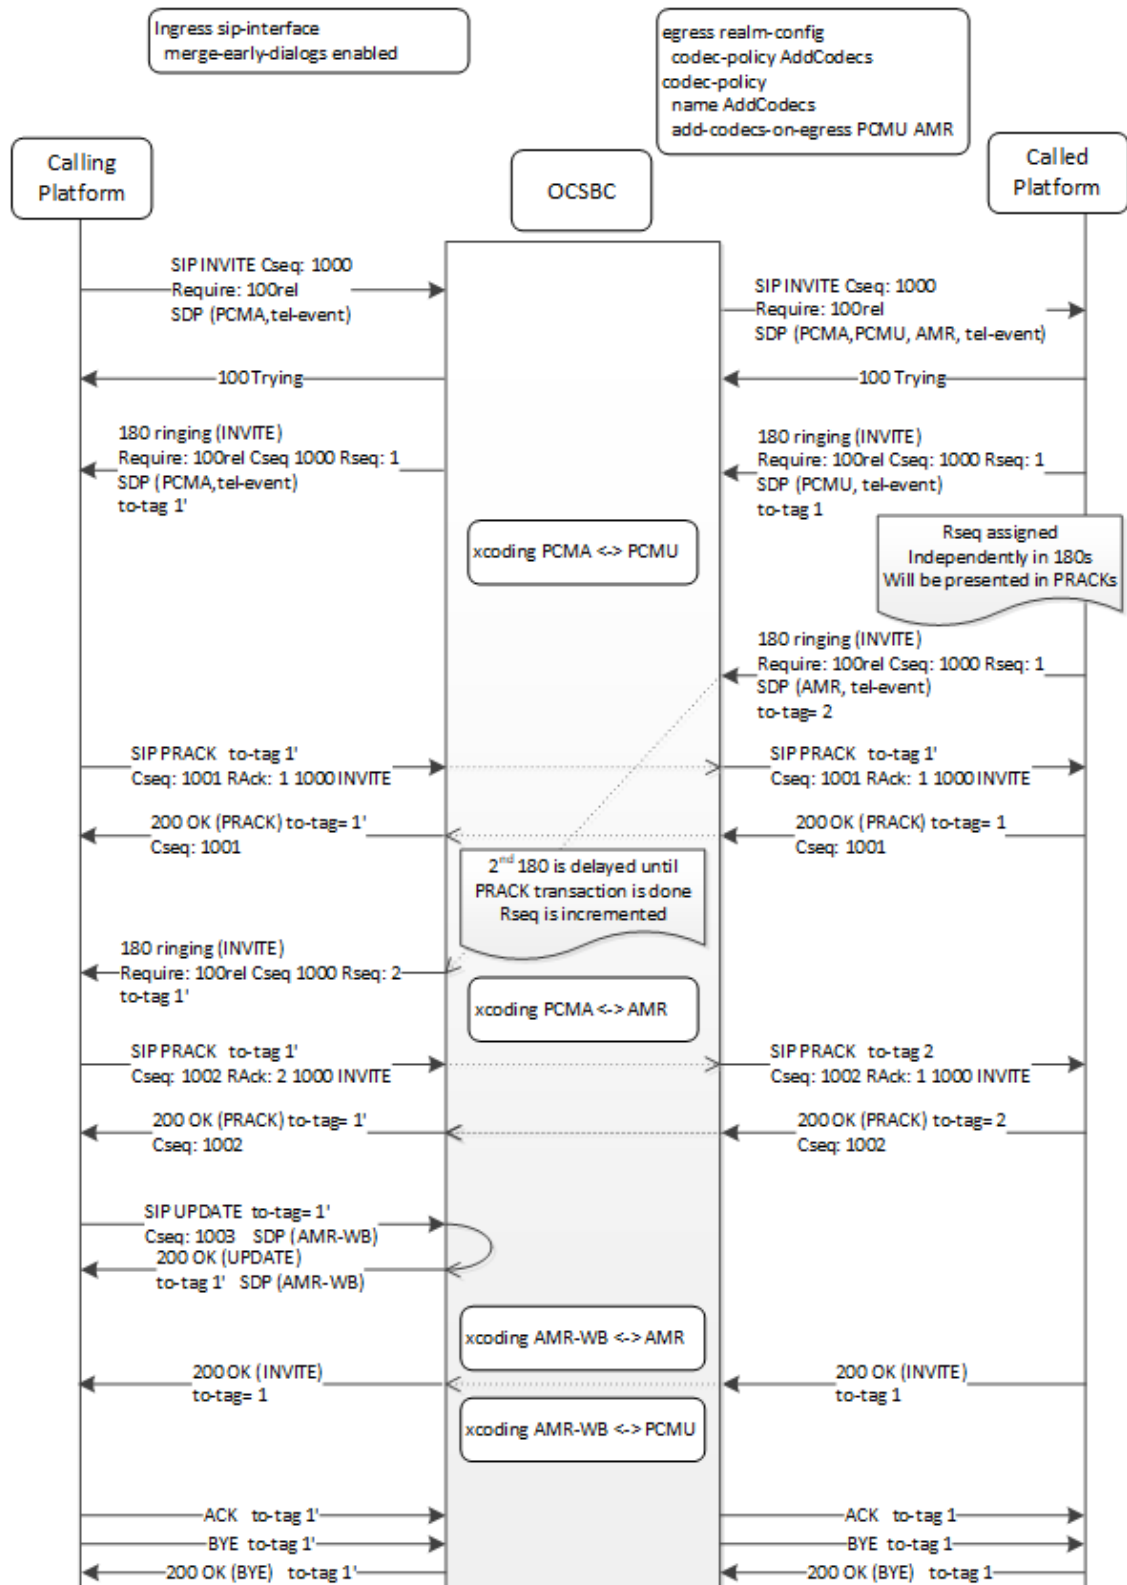 Ingress sip-interface
merge-early-dialogs enabled
egress realm-config
codec-policy AddCodecs
codec-policy
name AddCodecs
add-codecs-on-egress PCMU AMR
Calling
Platform
OCSBC
Called
Platform
SIP INVITE Cseq: 1000
Require: 100rel
SDP (PCMA,tel-event)
SIP INVITE Cseq: 1000
Require: 100rel
SDP (PCMA,PCMU, AMR, tel-event)
100 Trying
100 Trying
180 ringing (INVITE)
Require: 100rel Cseq 1000 Rseq: 1
SDP (PCMA,tel-event)
to-tag 1'
180 ringing (INVITE)
Require: 100rel Cseq: 1000 Rseq: 1
SDP (PCMU, tel-event)
to-tag 1
xcoding PCMA <-> PCMU
Rseq assigned
Independently in 180s
Will be presented in PRACKs
180 ringing (INVITE)
Require: 100rel Cseq: 1000 Rseq: 1
SDP (AMR, tel-event)
to-tag= 2
SIP PRACK to-tag 1'
Cseq: 1001 RAck: 1 1000 INVITE
SIP PRACK to-tag 1'
Cseq: 1001 RAck: 1 1000 INVITE
200 OK (PRACK) to-tag= 1'
Cseq: 1001
200 OK (PRACK) to-tag= 1
Cseq: 1001
2nd 180 is delayed until
PRACK transaction is done
Rseq is incremented
180 ringing (INVITE)
Require: 100rel Cseq 1000 Rseq: 2
to-tag 1'
xcoding PCMA <-> AMR
SIP PRACK to-tag 1'
Cseq: 1002 RAck: 2 1000 INVITE
SIP PRACK to-tag 2
Cseq: 1002 RAck: 1 1000 INVITE
200 OK (PRACK) to-tag= 1'
Cseq: 1002
200 OK (PRACK) to-tag= 2
Cseq: 1002
SIP UPDATE to-tag= 1'
Cseq: 1003 SDP (AMR-WB)
200 OK (UPDATE)
to-tag 1' SDP (AMR-WB)
xcoding AMR-WB <-> AMR
200 OK (INVITE)
to-tag= 1
200 OK (INVITE)
to-tag 1
xcoding AMR-WB <-> PCMU
ACK to-tag 1'
ACK to-tag 1
BYE to-tag 1'
BYE to-tag 1
200 OK (BYE) to-tag 1'
200 OK (BYE) to-tag 1